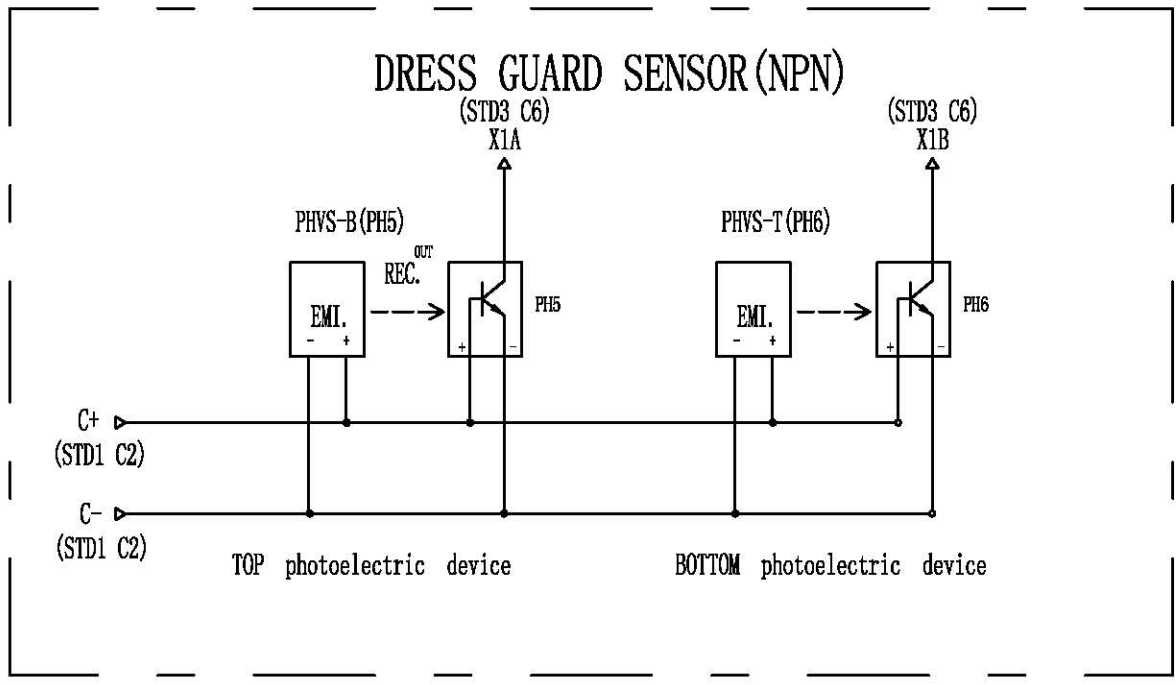 DRESS GUARD SENSOR(NPN)
(STD3 C6)
X1A
(STD3 C6)
X1B
PHVS-B(PH5)
PHVS-T(PH6)
OUT
REC.
EMI.
- +
PH5
+ -
EMI.
- +
PH6
+ -
C+
(STD1 C2)
C-
(STD1 C2)
TOP photoelectric device
BOTTOM photoelectric device